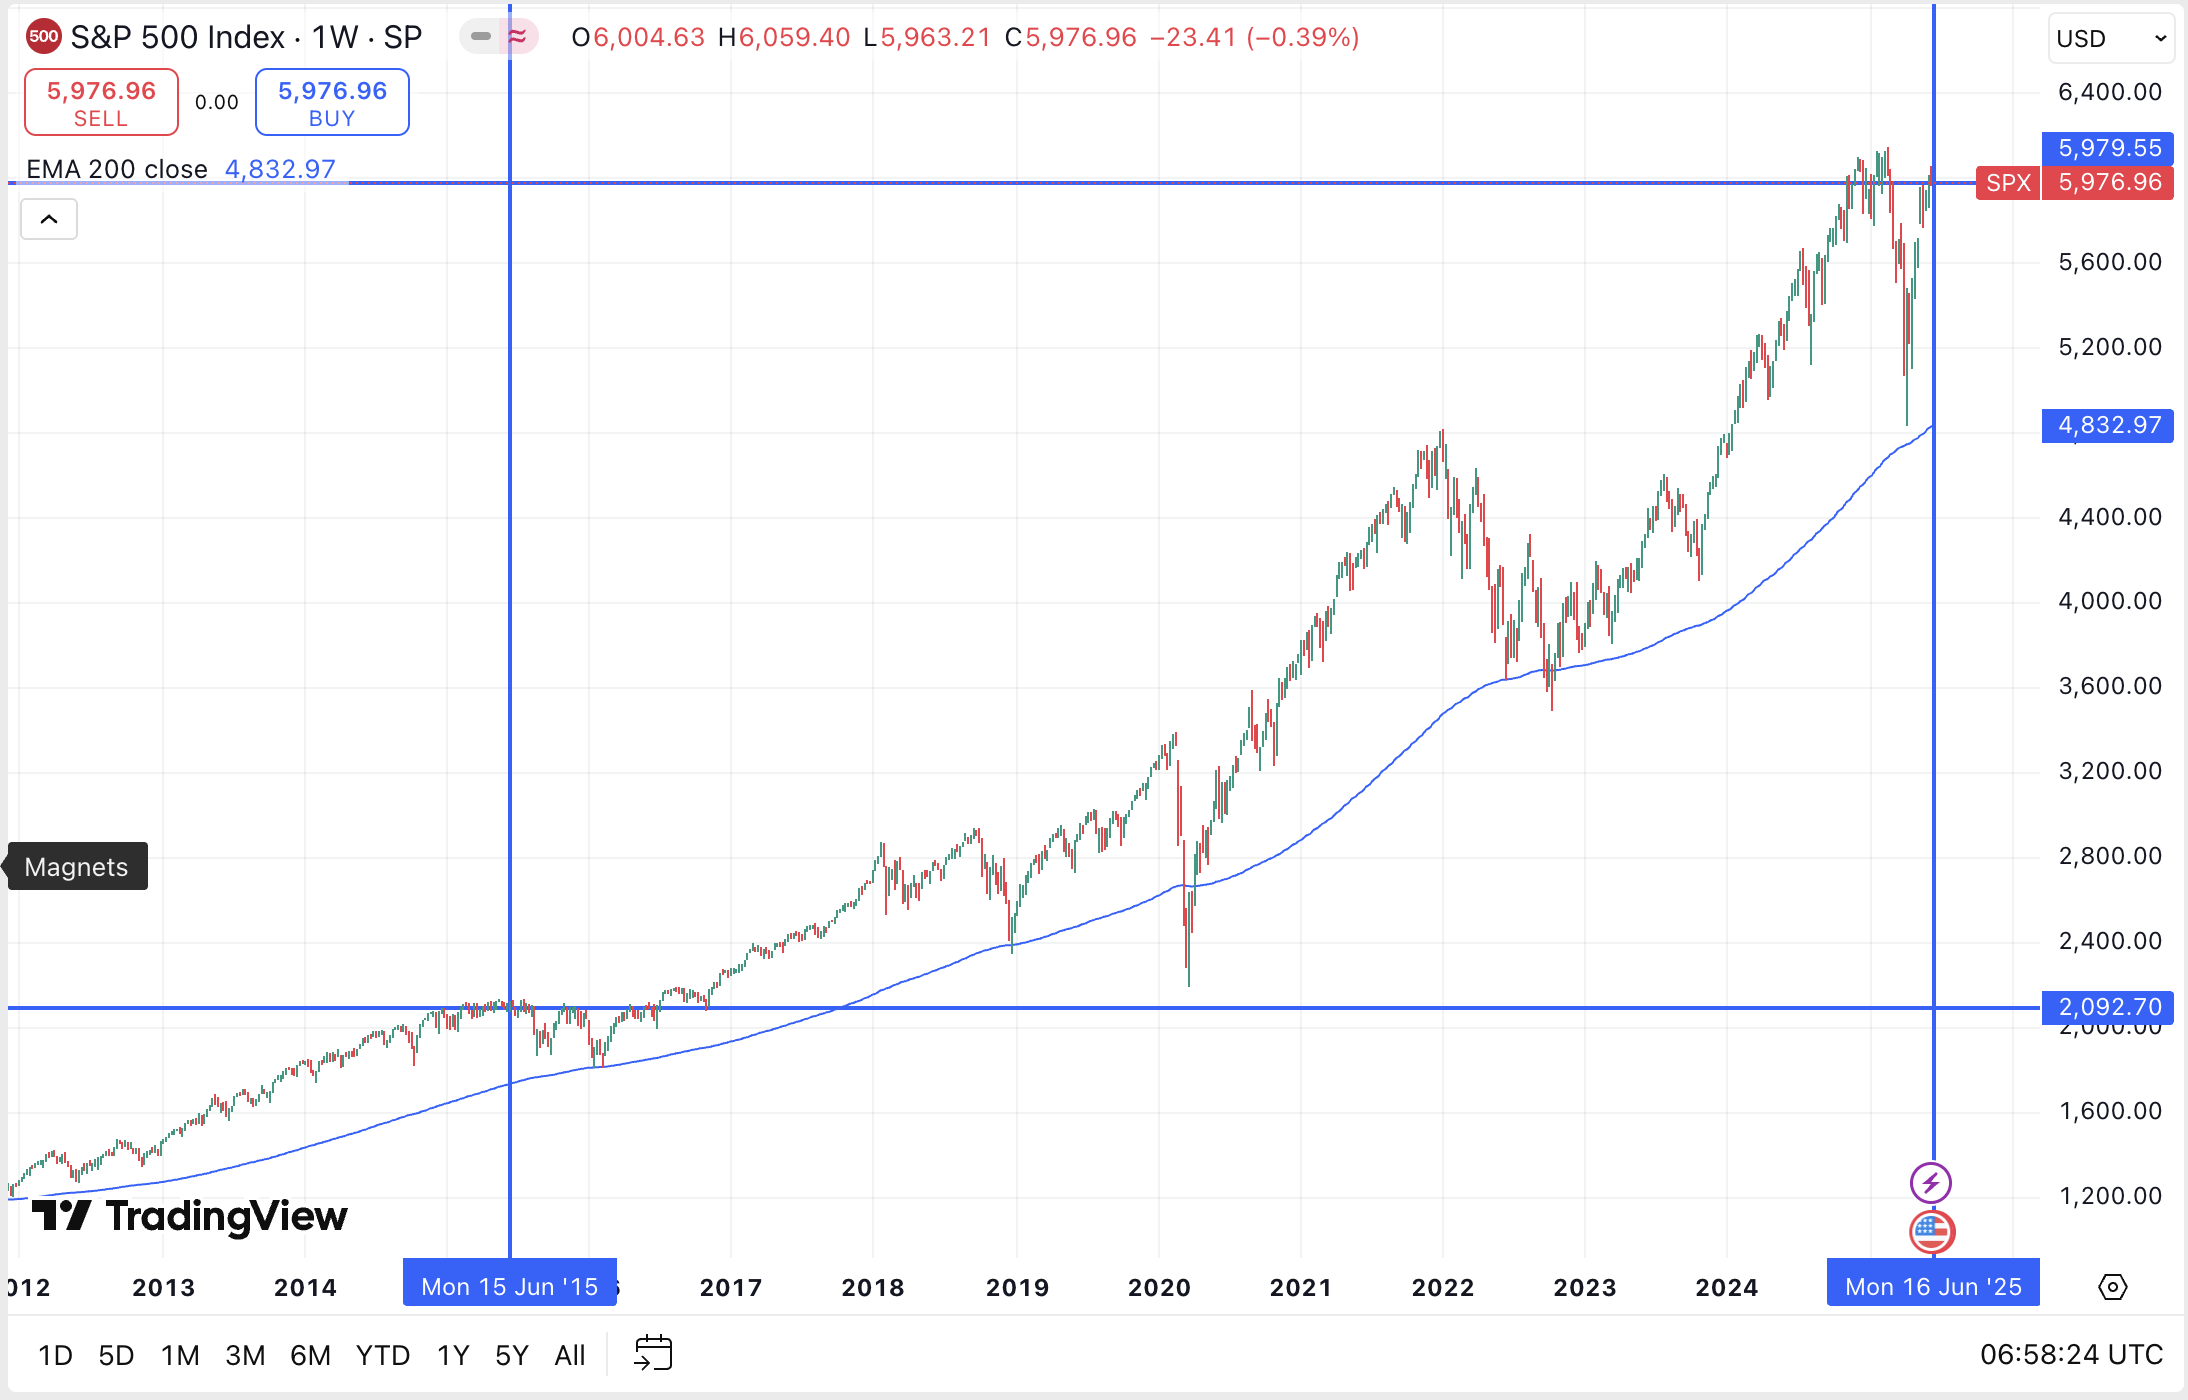 500 S&P 500 Index · 1W · SP O6,004.63 H6,059.40 L5,963.21 C5,976.96 −23.41 (−0.39%)
USD
5,976.96 SELL
0.00
5,976.96 BUY
EMA 200 close 4,832.97
6,400.00
5,979.55
SPX 5,976.96
5,600.00
5,200.00
4,832.97
4,400.00
4,000.00
3,600.00
3,200.00
2,800.00
Magnets
2,400.00
2,092.70
2,000.00
1,600.00
1,200.00
TradingView
012 2013 2014 Mon 15 Jun '15 2017 2018 2019 2020 2021 2022 2023 2024 Mon 16 Jun '25
1D 5D 1M 3M 6M YTD 1Y 5Y All
06:58:24 UTC